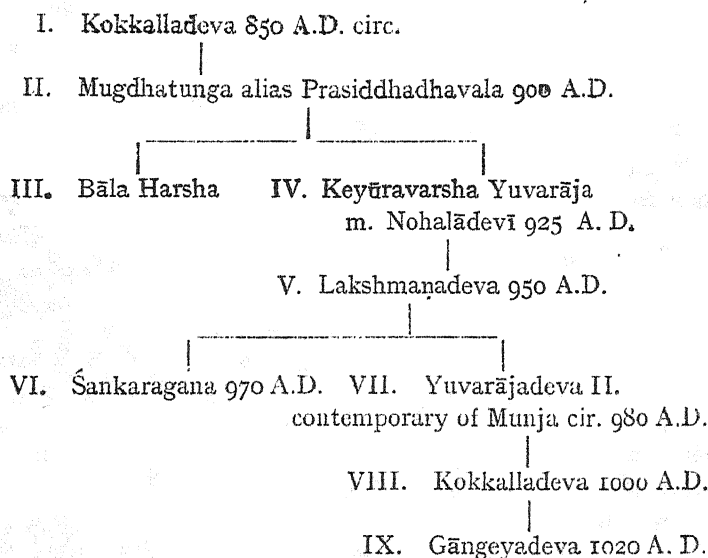 I. Kokkalladeva 850 A.D. circ.
II. Mugdhatunga alias Prasiddhadhavala 900 A.D.
III. Bāla Harsha IV. Keyūravarsha Yuvarāja
m. Nohalādevī 925 A. D.
V. Lakshmaṇadeva 950 A.D.
VI. Śankaragaṇa 970 A.D. VII. Yuvarājadeva II.
contemporary of Munja cir. 980 A.D.
VIII. Kokkalladeva 1000 A.D.
IX. Gāngeyadeva 1020 A. D.